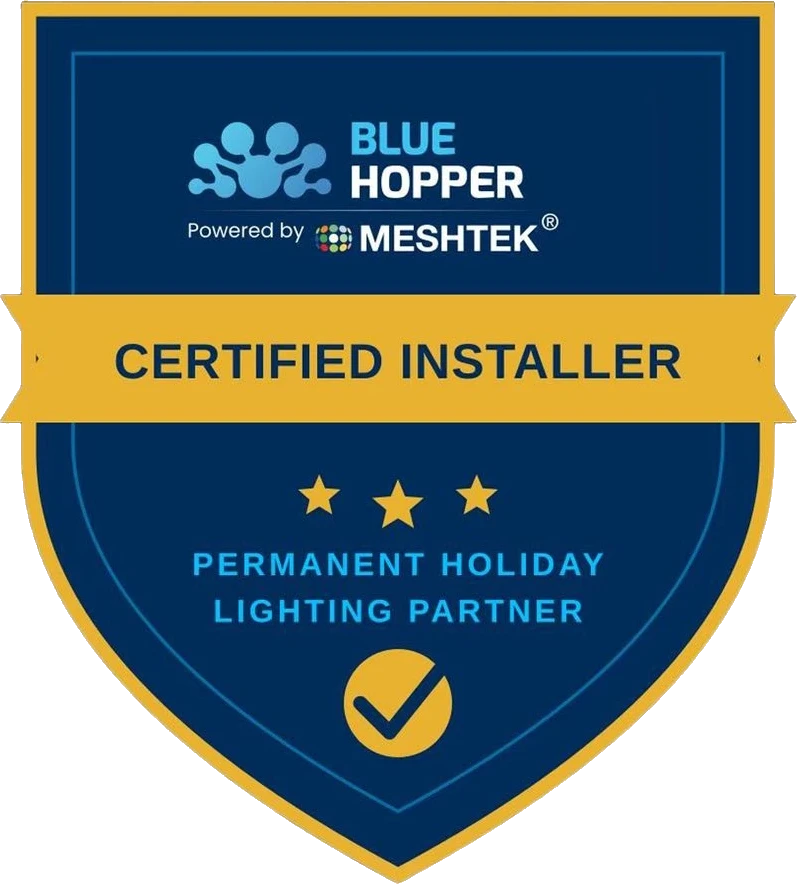 BLUE
HOPPER
Powered by MESHTEK®
CERTIFIED INSTALLER
PERMANENT HOLIDAY
LIGHTING PARTNER